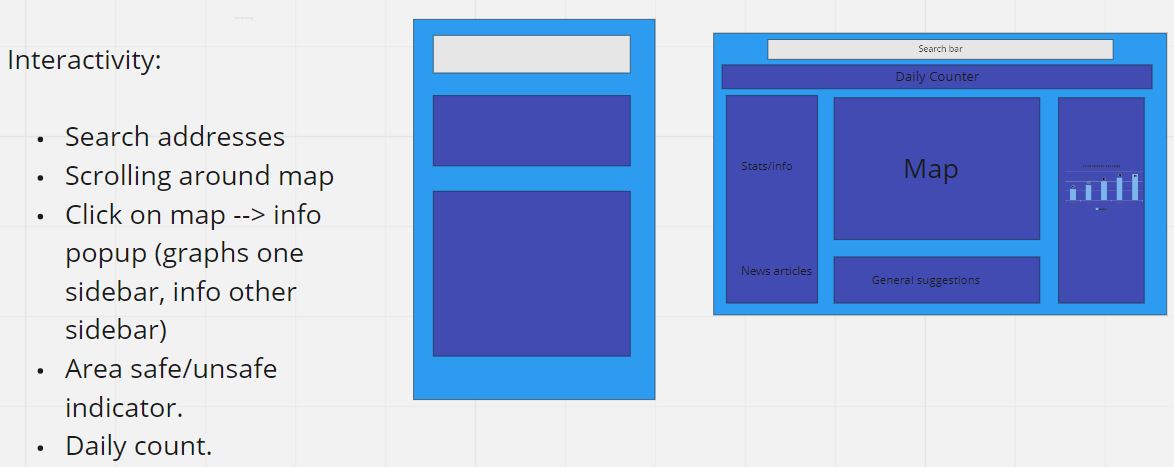 Interactivity:
• Search addresses
• Scrolling around map
• Click on map --> info
popup (graphs one
sidebar, info other
sidebar)
• Area safe/unsafe
indicator.
• Daily count.
Search bar
Daily Counter
Stats/info
Map
News articles
General suggestions